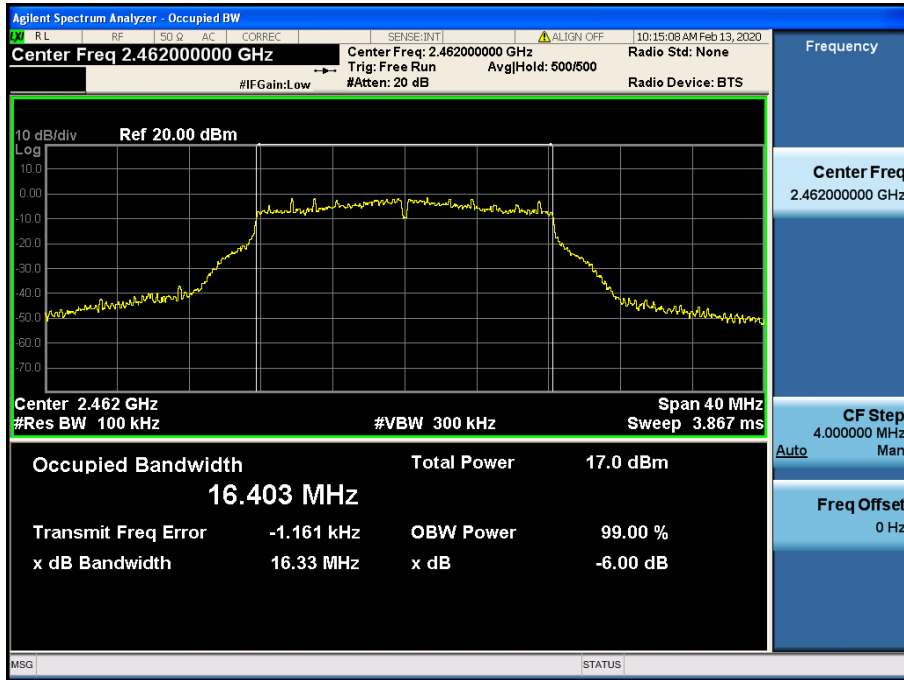 Agilent Spectrum Analyzer - Occupied BW
LXI RL RF 50 Ω AC CORREC SENSE:INT ALIGN OFF 10:15:08 AM Feb 13, 2020
Center Freq 2.462000000 GHz
Center Freq: 2.462000000 GHz Radio Std: None
Trig: Free Run Avg|Hold: 500/500
#IFGain:Low #Atten: 20 dB Radio Device: BTS
10 dB/div Ref 20.00 dBm
Log
10.0
0.00
-10.0
-20.0
-30.0
-40.0
-50.0
-60.0
-70.0
Center 2.462 GHz Span 40 MHz
#Res BW 100 kHz #VBW 300 kHz Sweep 3.867 ms
Occupied Bandwidth Total Power 17.0 dBm
16.403 MHz
Transmit Freq Error -1.161 kHz OBW Power 99.00 %
x dB Bandwidth 16.33 MHz x dB -6.00 dB
MSG STATUS
Frequency
Center Freq
2.462000000 GHz
CF Step
4.000000 MHz
Auto Man
Freq Offset
0 Hz